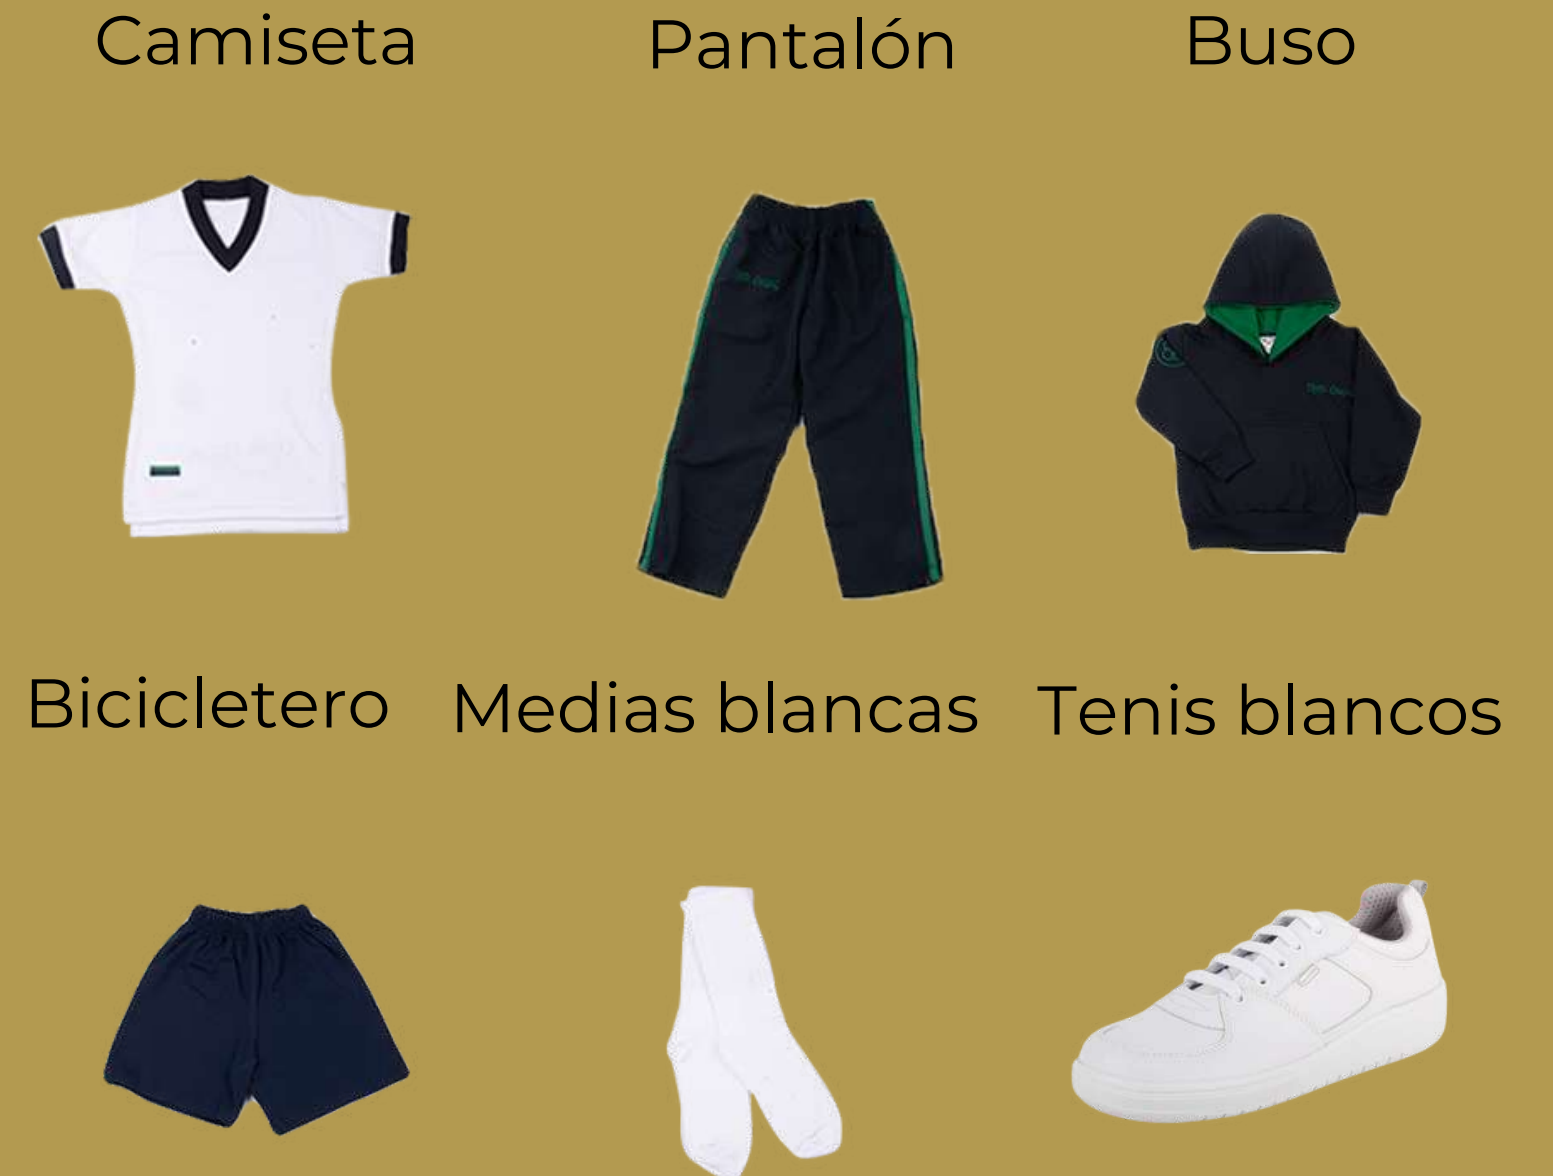 Camiseta
Pantalón
Buso
Bicicletero
Medias blancas
Tenis blancos